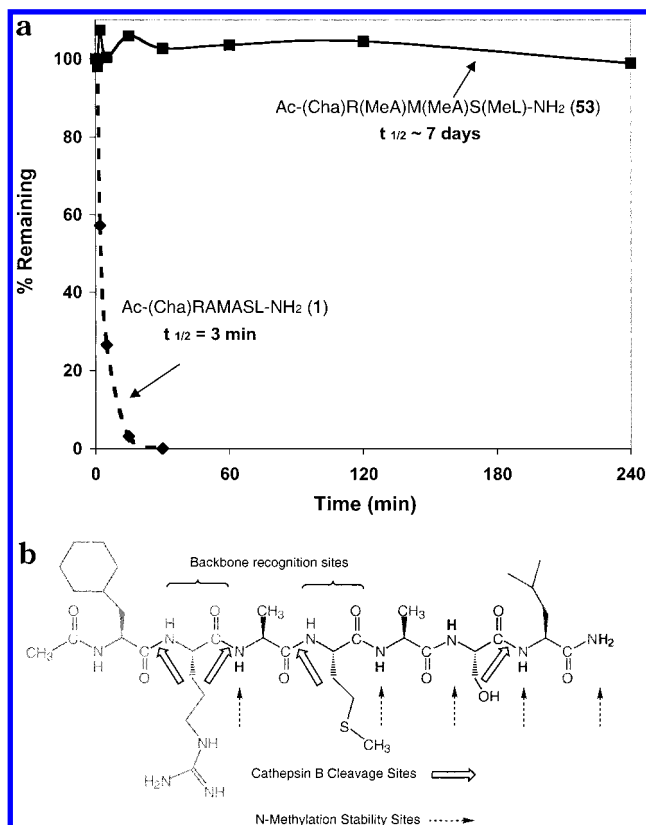 a
100
80
60
40
20
0
% Remaining
Ac-(Cha)R(MeA)M(MeA)S(MeL)-NH2 (53)
t 1/2 ~ 7 days
Ac-(Cha)RAMASL-NH2 (1)
t 1/2 = 3 min
0 60 120 180 240
Time (min)
b
Backbone recognition sites
H O CH3 H O CH3 H O
O N N N N NH2
CH3 N H O H O H O H O
OH
S CH3
NH
H2N NH
Cathepsin B Cleavage Sites
N-Methylation Stability Sites